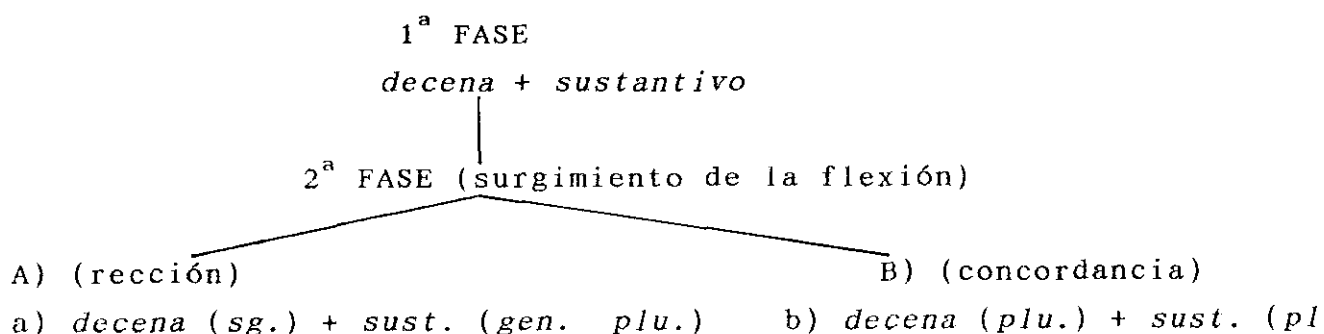 1ª FASE
decena + sustantivo
2ª FASE (surgimiento de la flexión)
A) (rección) B) (concordancia)
a) decena (sg.) + sust. (gen. plu.) b) decena (plu.) + sust. (pl